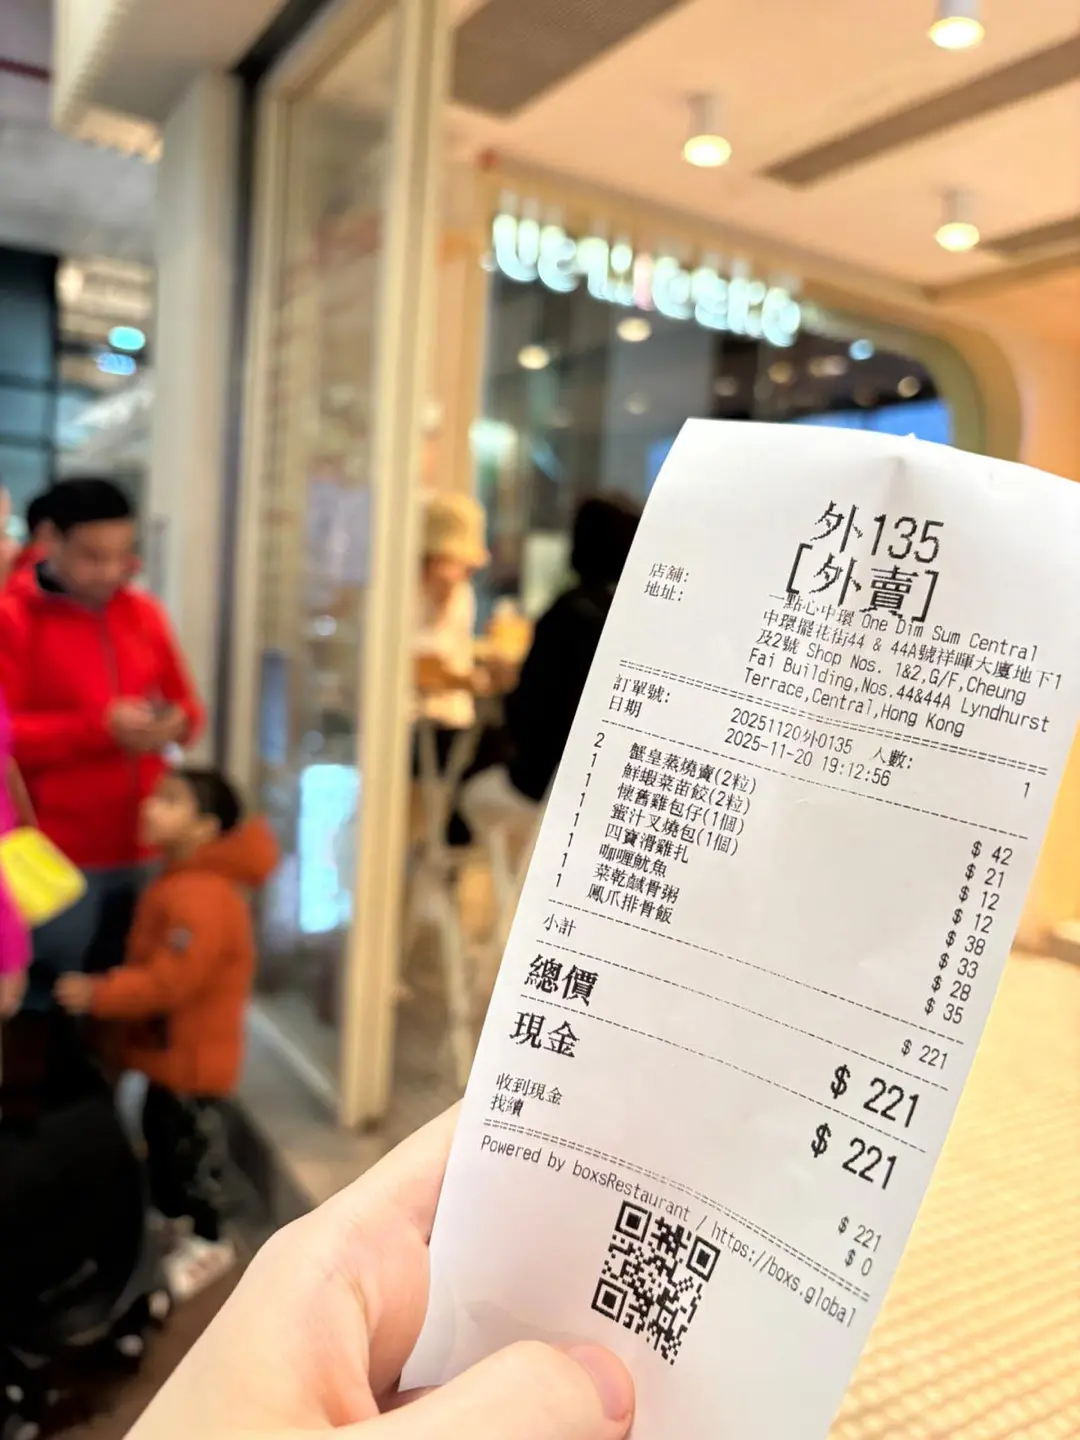 外135
[外賣]
店舖: 一點心中環 One Dim Sum Central
地址: 中環擺花街44 & 44A號祥暉大廈地下1
及2號 Shop Nos. 1&2,G/F,Cheung
Fai Building,Nos.44&44A Lyndhurst
Terrace,Central,Hong Kong
訂單號: 20251120外0135 人數: 1
日期 2025-11-20 19:12:56
2 蟹皇蒸燒賣(2粒) $ 42
1 鮮蝦菜苗餃(2粒) $ 21
1 懷舊雞包仔(1個) $ 12
1 蜜汁叉燒包(1個) $ 12
1 四寶滑雞扎 $ 38
1 咖喱魷魚 $ 33
1 菜乾鹹骨粥 $ 28
1 鳳爪排骨飯 $ 35
小計 $ 221
總價 $ 221
現金 $ 221
收到現金 $ 221
找續 $ 0
Powered by boxsRestaurant / https://boxs.global